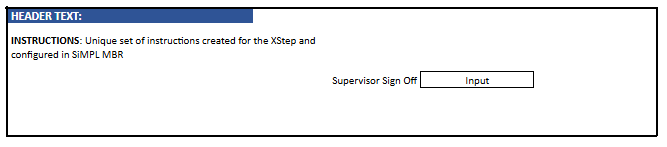 HEADER TEXT:
INSTRUCTIONS: Unique set of instructions created for the XStep and
configured in SiMPL MBR
Supervisor Sign Off Input